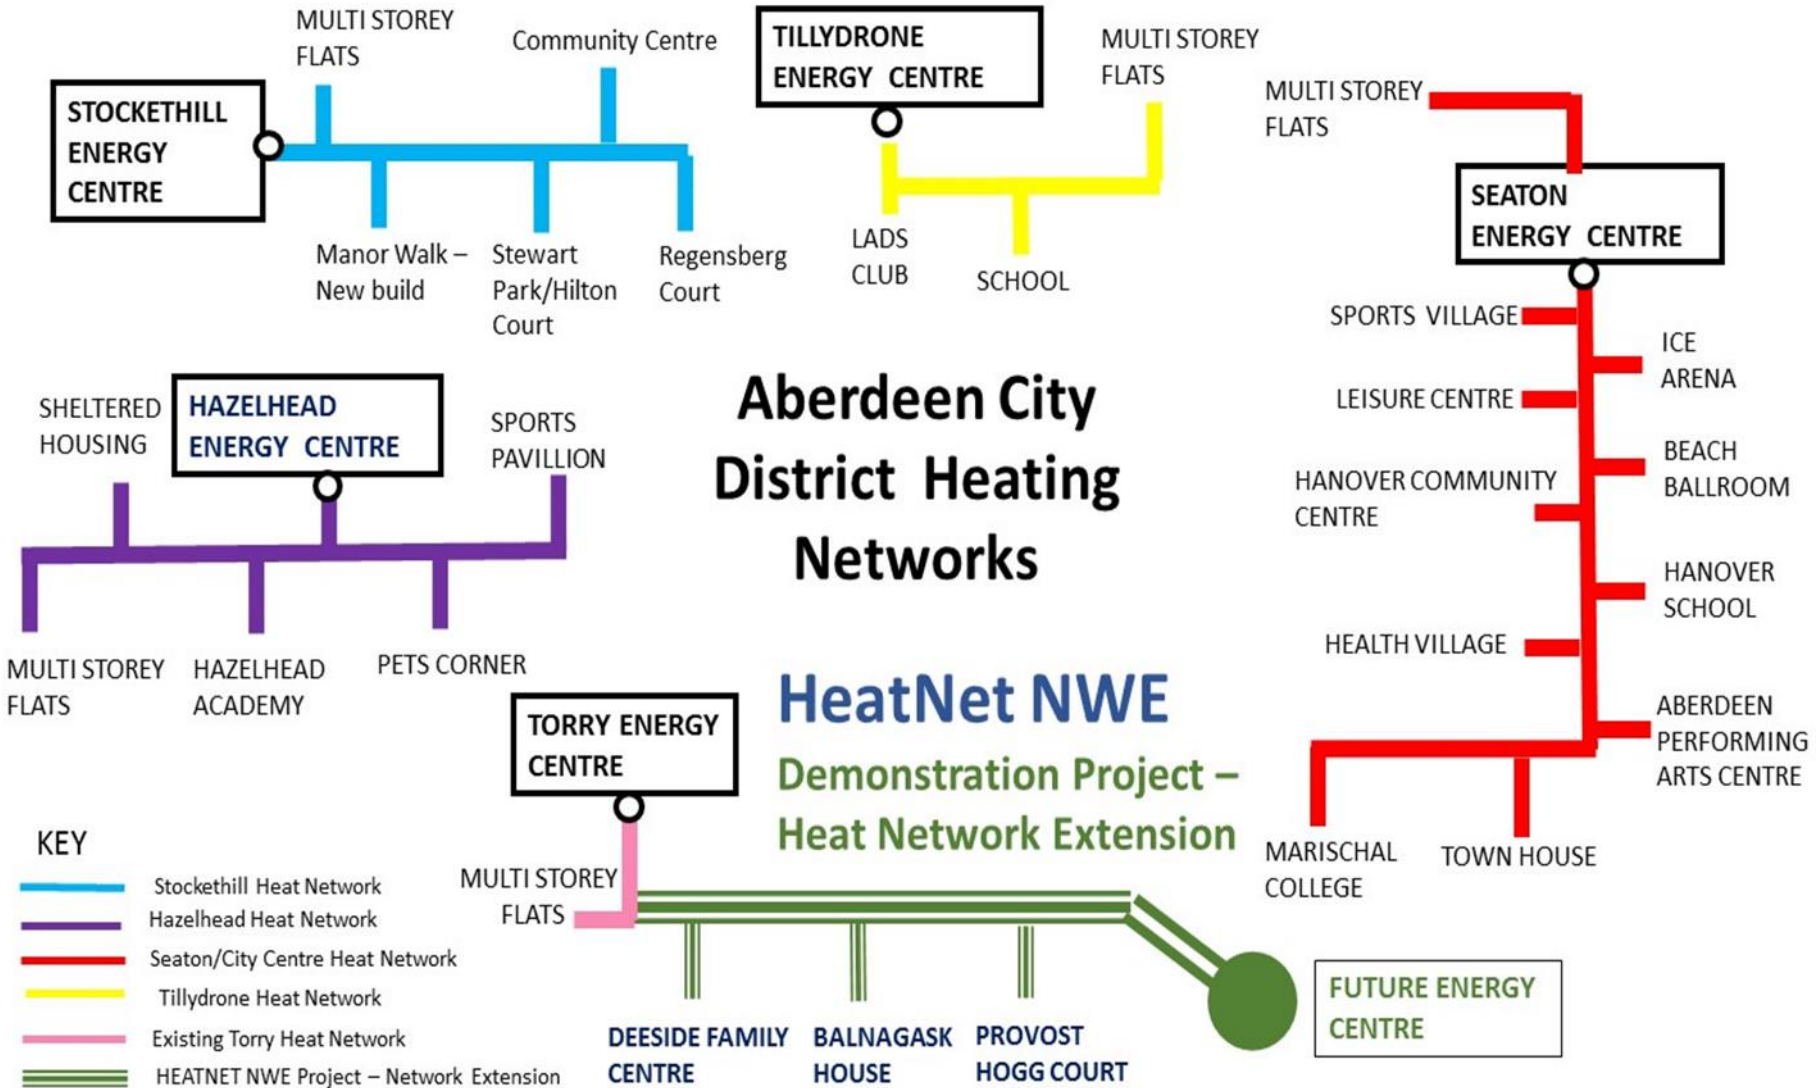 MULTI STOREY
FLATS
Community Centre
STOCKETHILL
ENERGY
CENTRE
Manor Walk –
New build
Stewart
Park/Hilton
Court
Regensberg
Court
TILLYDRONE
ENERGY CENTRE
MULTI STOREY
FLATS
LADS
CLUB
SCHOOL
MULTI STOREY
FLATS
SEATON
ENERGY CENTRE
SPORTS VILLAGE
ICE
ARENA
LEISURE CENTRE
BEACH
BALLROOM
HANOVER COMMUNITY
CENTRE
HANOVER
SCHOOL
HEALTH VILLAGE
ABERDEEN
PERFORMING
ARTS CENTRE
MARISCHAL
COLLEGE
TOWN HOUSE
SHELTERED
HOUSING
HAZELHEAD
ENERGY CENTRE
SPORTS
PAVILLION
MULTI STOREY
FLATS
HAZELHEAD
ACADEMY
PETS CORNER
Aberdeen City
District Heating
Networks
HeatNet NWE
Demonstration Project –
Heat Network Extension
TORRY ENERGY
CENTRE
MULTI STOREY
FLATS
DEESIDE FAMILY
CENTRE
BALNAGASK
HOUSE
PROVOST
HOGG COURT
FUTURE ENERGY
CENTRE
KEY
Stockethill Heat Network
Hazelhead Heat Network
Seaton/City Centre Heat Network
Tillydrone Heat Network
Existing Torry Heat Network
HEATNET NWE Project – Network Extension